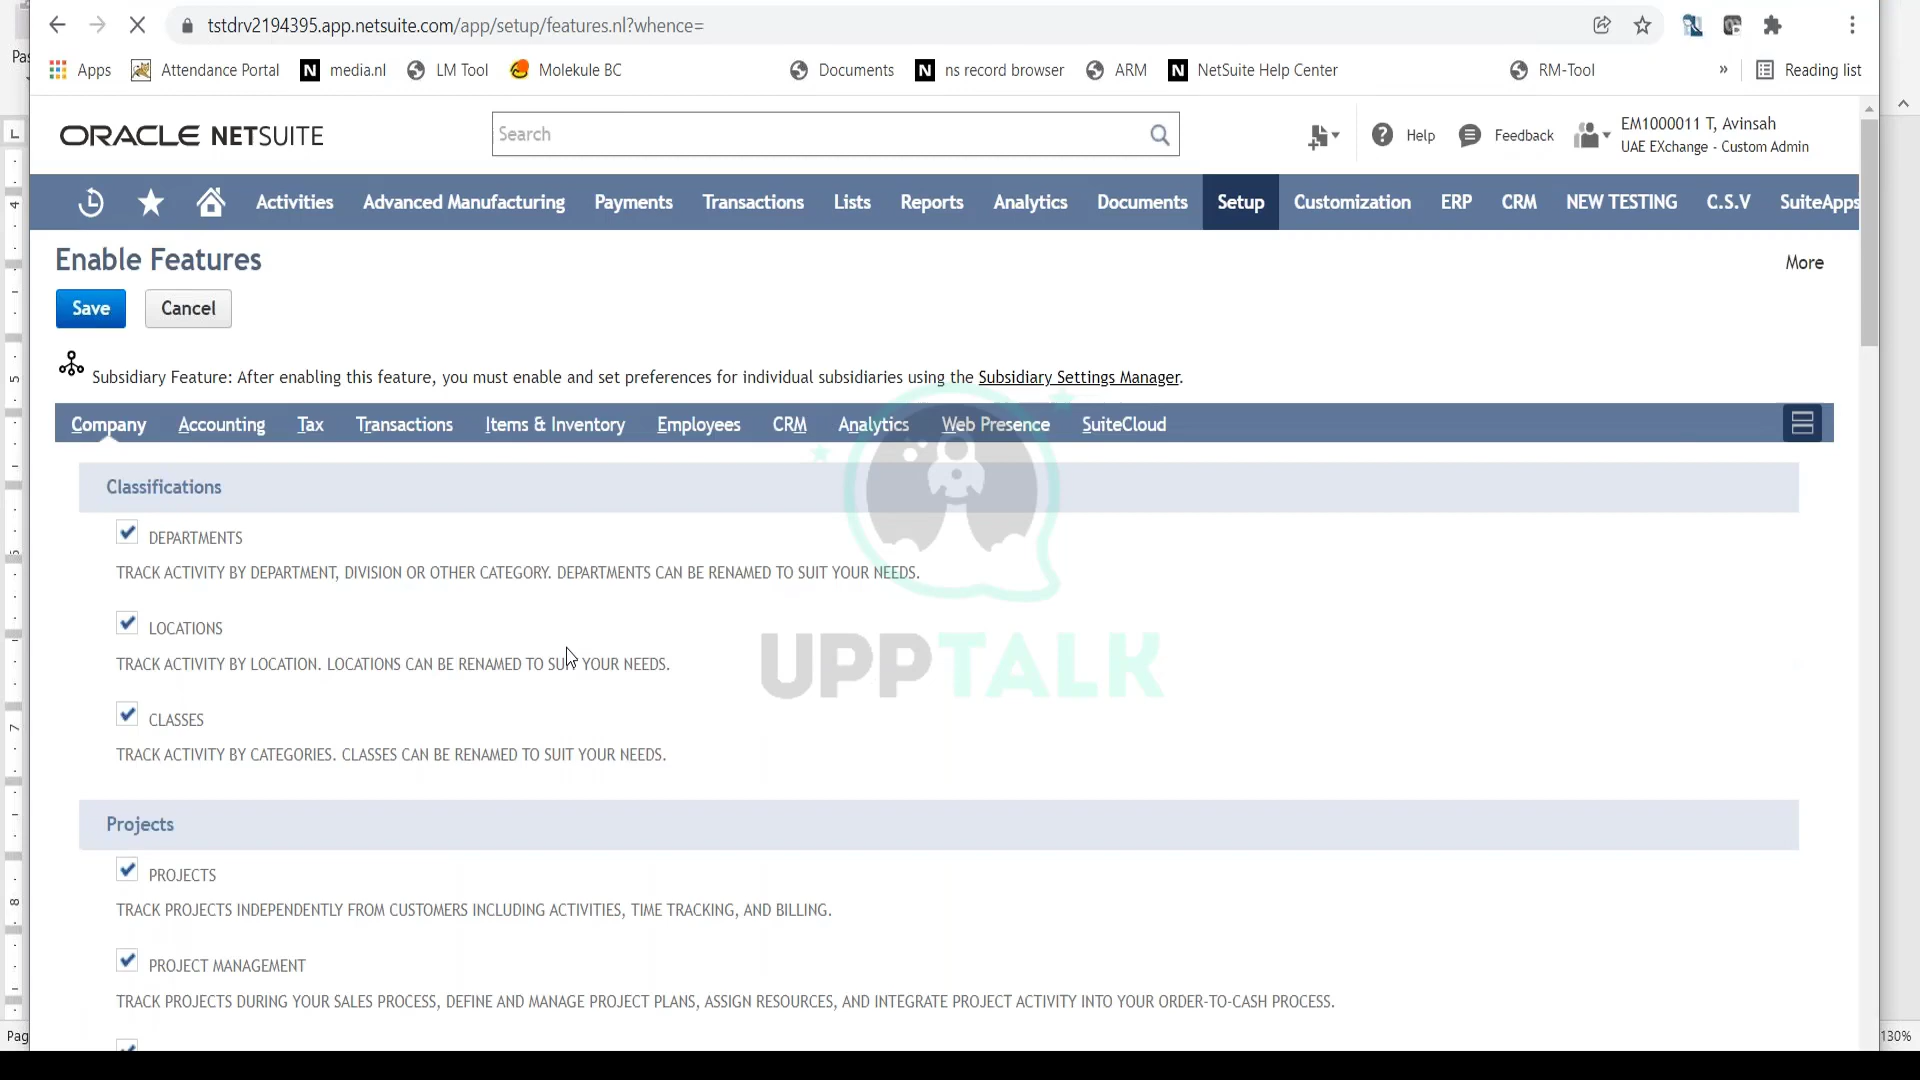 Pas
tstdrv2194395.app.netsuite.com/app/setup/features.nl?whence=
Apps Attendance Portal media.nl LM Tool Molekule BC Documents ns record browser ARM NetSuite Help Center RM-Tool » Reading list
ORACLE NETSUITE Search Help Feedback EM1000011 T, Avinsah
UAE EXchange - Custom Admin
Activities Advanced Manufacturing Payments Transactions Lists Reports Analytics Documents Setup Customization ERP CRM NEW TESTING C.S.V SuiteApps
Enable Features More
Save Cancel
Subsidiary Feature: After enabling this feature, you must enable and set preferences for individual subsidiaries using the Subsidiary Settings Manager.
Company Accounting Tax Transactions Items & Inventory Employees CRM Analytics Web Presence SuiteCloud
Classifications
DEPARTMENTS
TRACK ACTIVITY BY DEPARTMENT, DIVISION OR OTHER CATEGORY. DEPARTMENTS CAN BE RENAMED TO SUIT YOUR NEEDS.
LOCATIONS
TRACK ACTIVITY BY LOCATION. LOCATIONS CAN BE RENAMED TO SUIT YOUR NEEDS.
UPPTALK
CLASSES
TRACK ACTIVITY BY CATEGORIES. CLASSES CAN BE RENAMED TO SUIT YOUR NEEDS.
Projects
PROJECTS
TRACK PROJECTS INDEPENDENTLY FROM CUSTOMERS INCLUDING ACTIVITIES, TIME TRACKING, AND BILLING.
PROJECT MANAGEMENT
TRACK PROJECTS DURING YOUR SALES PROCESS, DEFINE AND MANAGE PROJECT PLANS, ASSIGN RESOURCES, AND INTEGRATE PROJECT ACTIVITY INTO YOUR ORDER-TO-CASH PROCESS.
Pag 130%
L
4
5
6
7
8